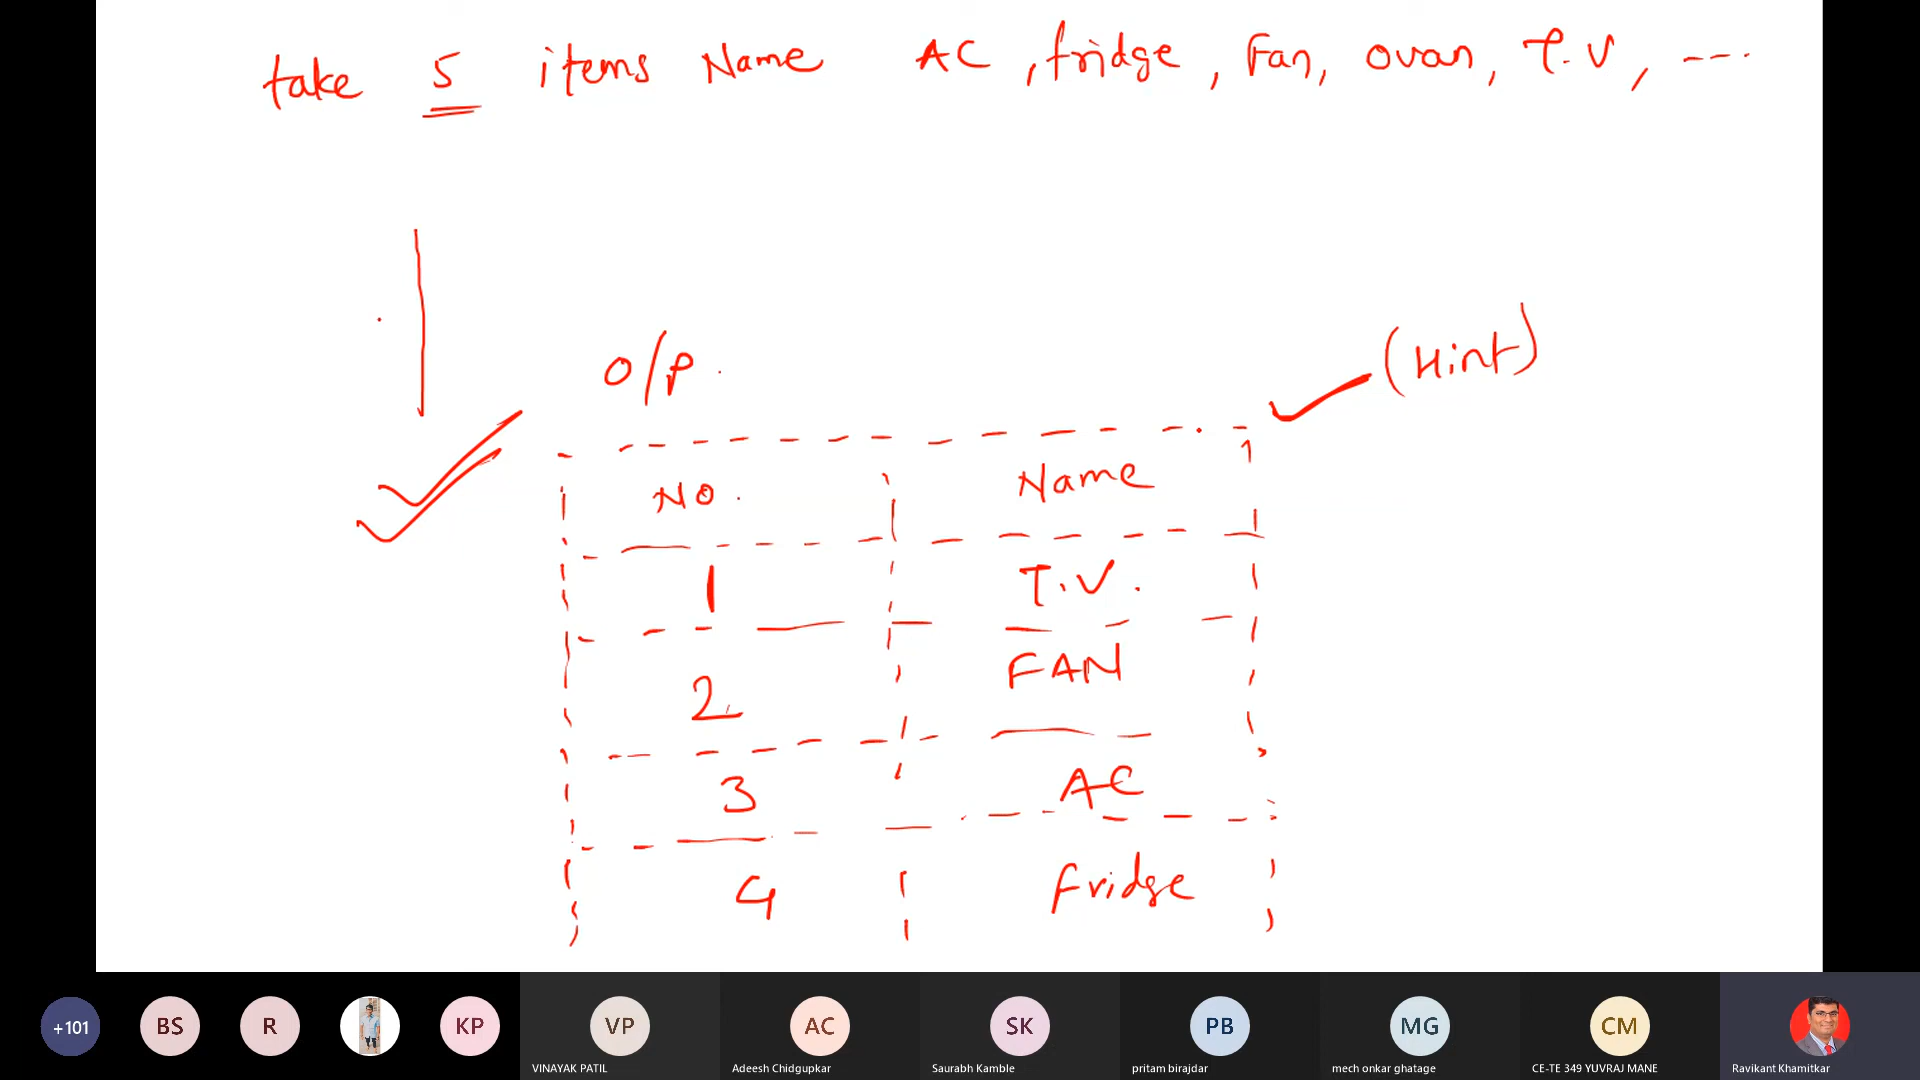 take 5 items Name AC, fridge, Fan, ovan, T.V, ---
O/P.
(Hint)
No. Name
1 T.V.
2 FAN
3 AC
4 fridge
+101 BS R KP VP AC SK PB MG CM
VINAYAK PATIL Adeesh Chidgupkar Saurabh Kamble pritam birajdar mech onkar ghatage CE-TE 349 YUVRAJ MANE Ravikant Khamitkar